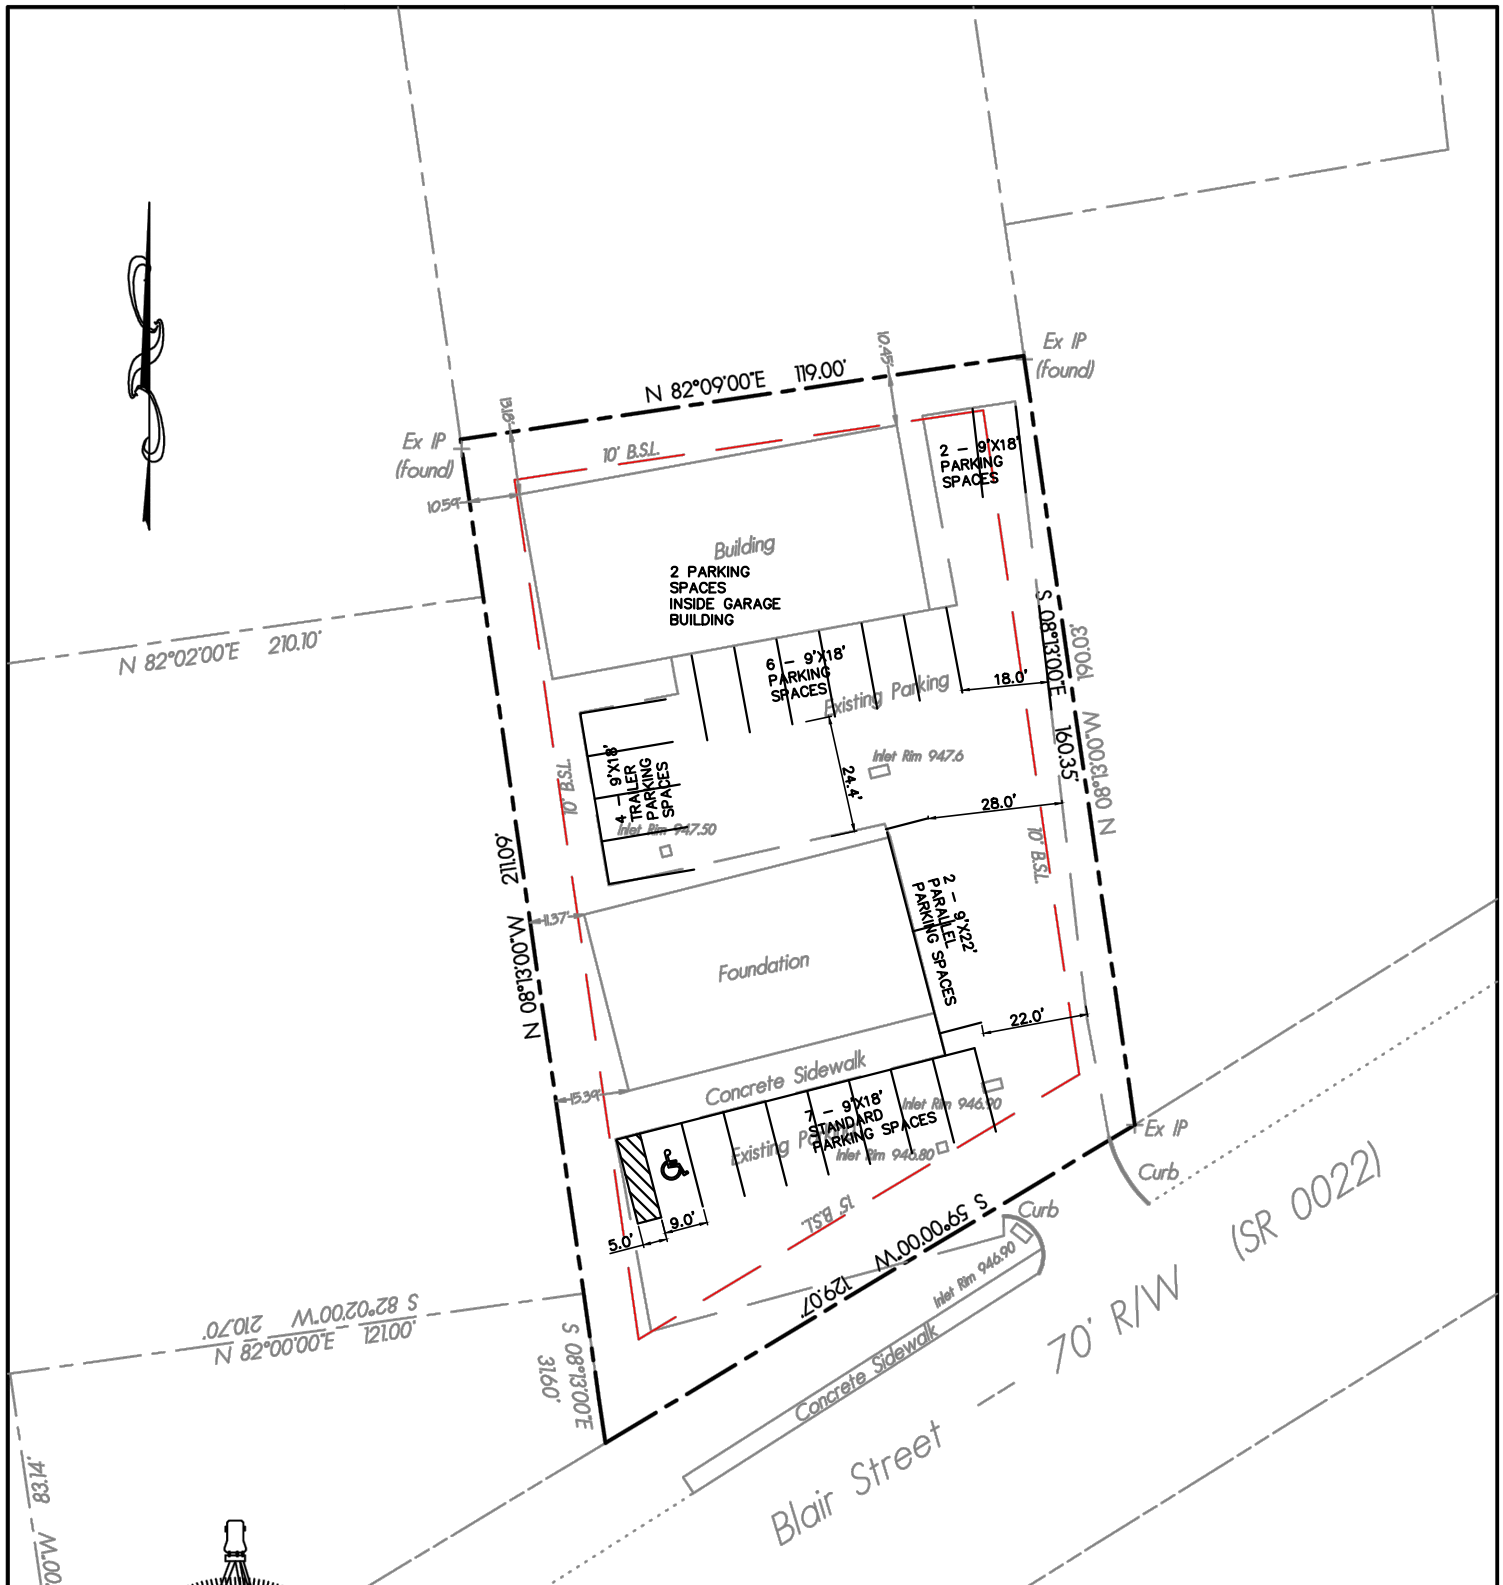 Ex IP
(found)
10.45'
N 82°09'00"E 119.00'
13.18'
Ex IP
(found)
10' B.S.L.
10.59'
2 - 9'X18'
PARKING
SPACES
Building
2 PARKING
SPACES
INSIDE GARAGE
BUILDING
N 82°02'00"E 210.10'
S 08°13'00"E 160.35'
N 08°13'00"W 190.03'
6 - 9'X18'
PARKING
SPACES
Existing Parking
18.0'
4 - 9'X18'
TRAILER
PARKING
SPACES
10' B.S.L.
24.4'
Inlet Rim 947.6
Inlet Rim 947.50
28.0'
10' B.S.L.
N 08°13'00"W 211.09'
2 - 9'X22'
PARALLEL
PARKING SPACES
11.37'
Foundation
22.0'
Concrete Sidewalk
15.39'
7 - 9'X18'
STANDARD
PARKING SPACES
Inlet Rim 946.90
Existing Parking
Inlet Rim 946.80
Ex IP
Curb
15' B.S.L.
5.0'
9.0'
S 59°00'00"W 129.07'
Curb
Inlet Rim 946.90
Concrete Sidewalk
S 82°02'00"W 210.70'
N 82°00'00"E 121.00'
S 08°13'00"E
31.60'
Blair Street — 70' R/W (SR 0022)
83.14'